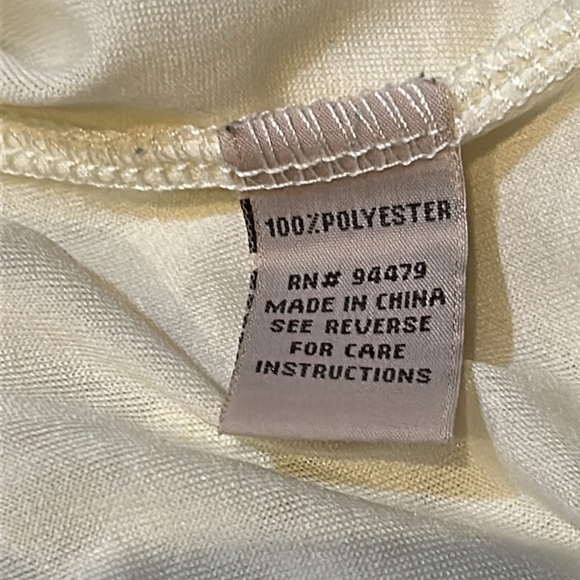 100%POLYESTER
RN# 94479
MADE IN CHINA
SEE REVERSE
FOR CARE
INSTRUCTIONS